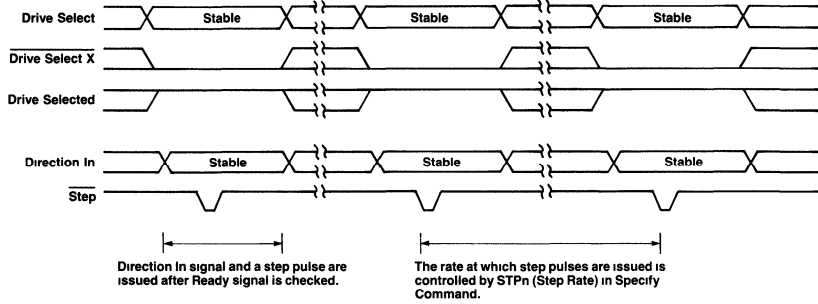 Drive Select Stable Stable Stable
Drive Select X
Drive Selected
Direction In Stable Stable Stable
Step
Direction In signal and a step pulse are
issued after Ready signal is checked.
The rate at which step pulses are issued is
controlled by STPn (Step Rate) in Specify
Command.